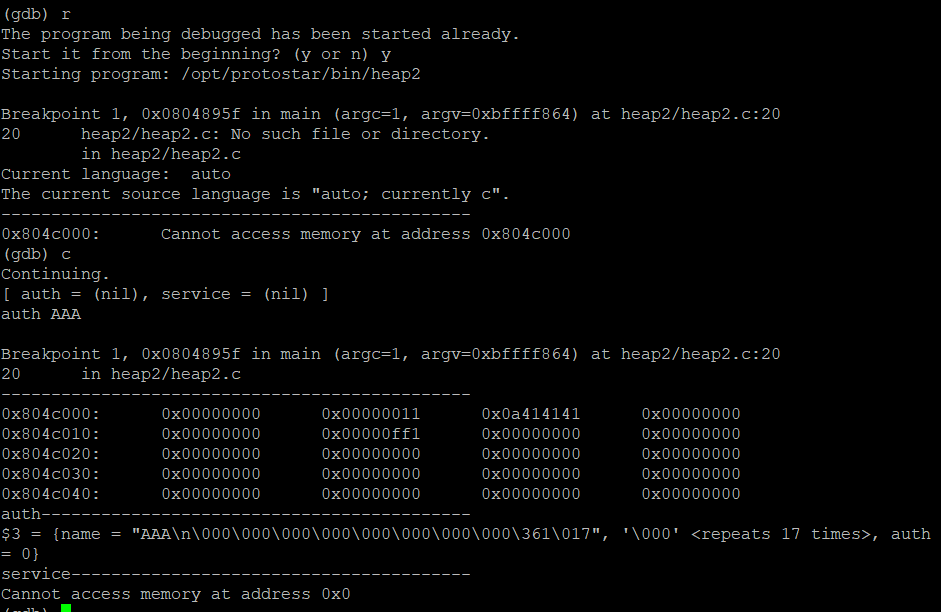 (gdb) r
The program being debugged has been started already.
Start it from the beginning? (y or n) y
Starting program: /opt/protostar/bin/heap2
Breakpoint 1, 0x0804895f in main (argc=1, argv=0xbffff864) at heap2/heap2.c:20
20      heap2/heap2.c: No such file or directory.
        in heap2/heap2.c
Current language:  auto
The current source language is "auto; currently c".
-----------------------------------------------
0x804c000:      Cannot access memory at address 0x804c000
(gdb) c
Continuing.
[ auth = (nil), service = (nil) ]
auth AAA
Breakpoint 1, 0x0804895f in main (argc=1, argv=0xbffff864) at heap2/heap2.c:20
20      in heap2/heap2.c
-----------------------------------------------
0x804c000:      0x00000000      0x00000011      0x0a414141      0x00000000
0x804c010:      0x00000000      0x00000ff1      0x00000000      0x00000000
0x804c020:      0x00000000      0x00000000      0x00000000      0x00000000
0x804c030:      0x00000000      0x00000000      0x00000000      0x00000000
0x804c040:      0x00000000      0x00000000      0x00000000      0x00000000
auth-------------------------------------------
$3 = {name = "AAA\n\000\000\000\000\000\000\000\000\361\017", '\000' <repeats 17 times>, auth
= 0}
service----------------------------------------
Cannot access memory at address 0x0
(gdb)